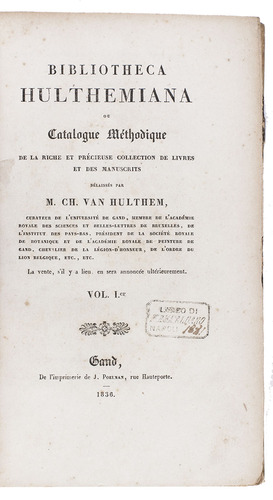 BIBLIOTHECA
HULTHEMIANA
OU
Catalogue Méthodique
DE LA RICHE ET PRÉCIEUSE COLLECTION DE LIVRES
ET DES MANUSCRITS
DÉLAISSÉS PAR
M. CH. VAN HULTHEM,
CURATEUR DE L'UNIVERSITÉ DE GAND, MEMBRE DE L'ACADÉMIE
ROYALE DES SCIENCES ET BELLES-LETTRES DE BRUXELLES, DE
L'INSTITUT DES PAYS-BAS, PRÉSIDENT DE LA SOCIÉTÉ ROYALE
DE BOTANIQUE ET DE L'ACADÉMIE ROYALE DE PEINTURE DE
GAND, CHEVALIER DE LA LÉGION-D'HONNEUR, DE L'ORDRE DU
LION BELGIQUE, ETC., ETC.
La vente, s'il y a lieu, en sera annoncée ultérieurement.
VOL. I.er
Gand,
De l'imprimerie de J. POELMAN, rue Hauteporte.
1836.